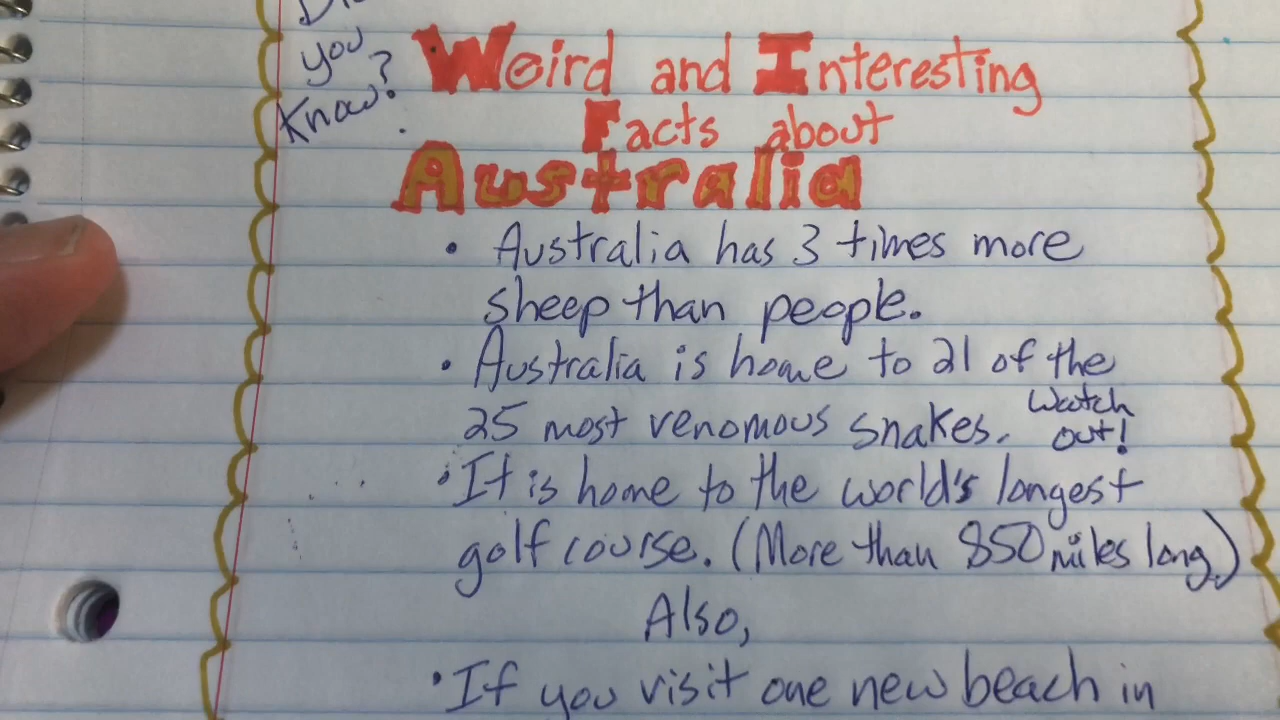 Did
you
Know?
Weird and Interesting
Facts about
Australia
• Australia has 3 times more
sheep than people.
• Australia is home to 21 of the
25 most venomous snakes. Watch
out!
• It is home to the world's longest
golf course. (More than 850 miles long.)
Also,
• If you visit one new beach in